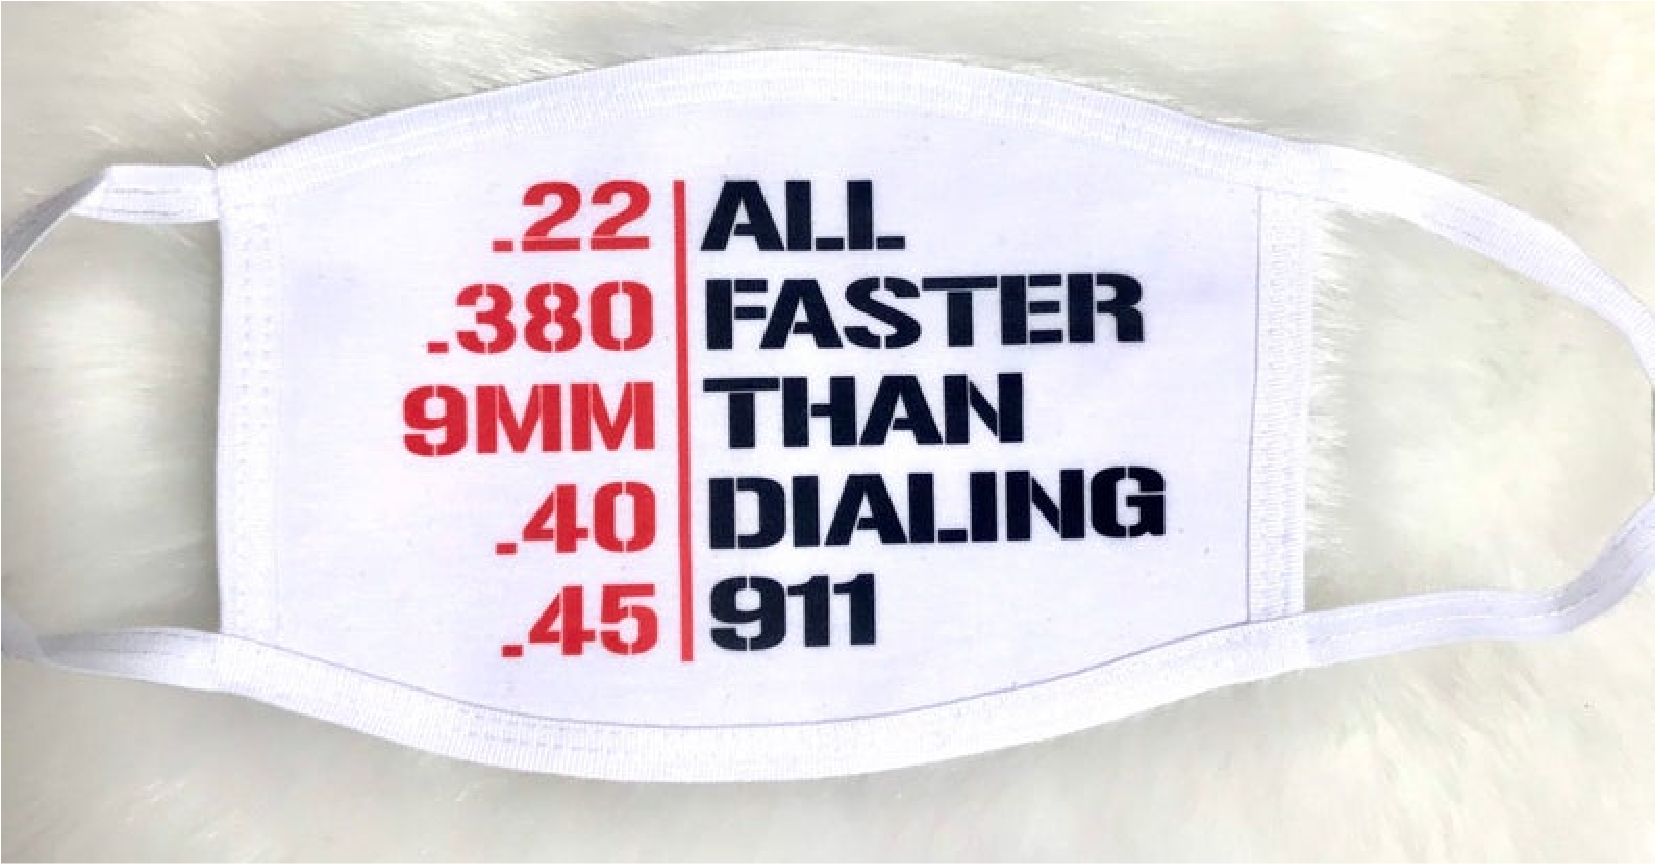 .22 ALL
.380 FASTER
9MM THAN
.40 DIALING
.45 911